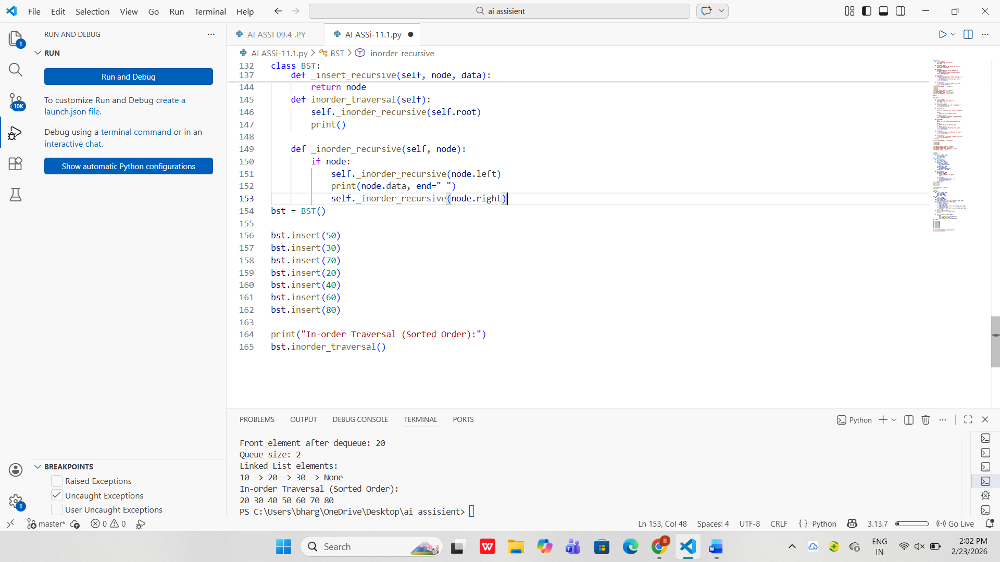 File Edit Selection View Go Run Terminal Help
ai assisient
RUN AND DEBUG
RUN
Run and Debug
To customize Run and Debug create a
launch.json file.
Debug using a terminal command or in an
interactive chat.
Show automatic Python configurations
1
10K
1
BREAKPOINTS
Raised Exceptions
Uncaught Exceptions
User Uncaught Exceptions
AI ASSI 09.4 .PY
AI ASSi-11.1.py
AI ASSi-11.1.py > BST > _inorder_recursive
132 class BST:
137 def _insert_recursive(self, node, data):
144 return node
145 def inorder_traversal(self):
146 self._inorder_recursive(self.root)
147 print()
148
149 def _inorder_recursive(self, node):
150 if node:
151 self._inorder_recursive(node.left)
152 print(node.data, end=" ")
153 self._inorder_recursive(node.right)
154 bst = BST()
155
156 bst.insert(50)
157 bst.insert(30)
158 bst.insert(70)
159 bst.insert(20)
160 bst.insert(40)
161 bst.insert(60)
162 bst.insert(80)
163
164 print("In-order Traversal (Sorted Order):")
165 bst.inorder_traversal()
PROBLEMS OUTPUT DEBUG CONSOLE TERMINAL PORTS
Python
Front element after dequeue: 20
Queue size: 2
Linked List elements:
10 -> 20 -> 30 -> None
In-order Traversal (Sorted Order):
20 30 40 50 60 70 80
PS C:\Users\bharg\OneDrive\Desktop\ai assisient>
master* 0 0 Ln 153, Col 48 Spaces: 4 UTF-8 CRLF { } Python 3.13.7 Go Live
Search
B
ENG
IN
2:02 PM
2/23/2026